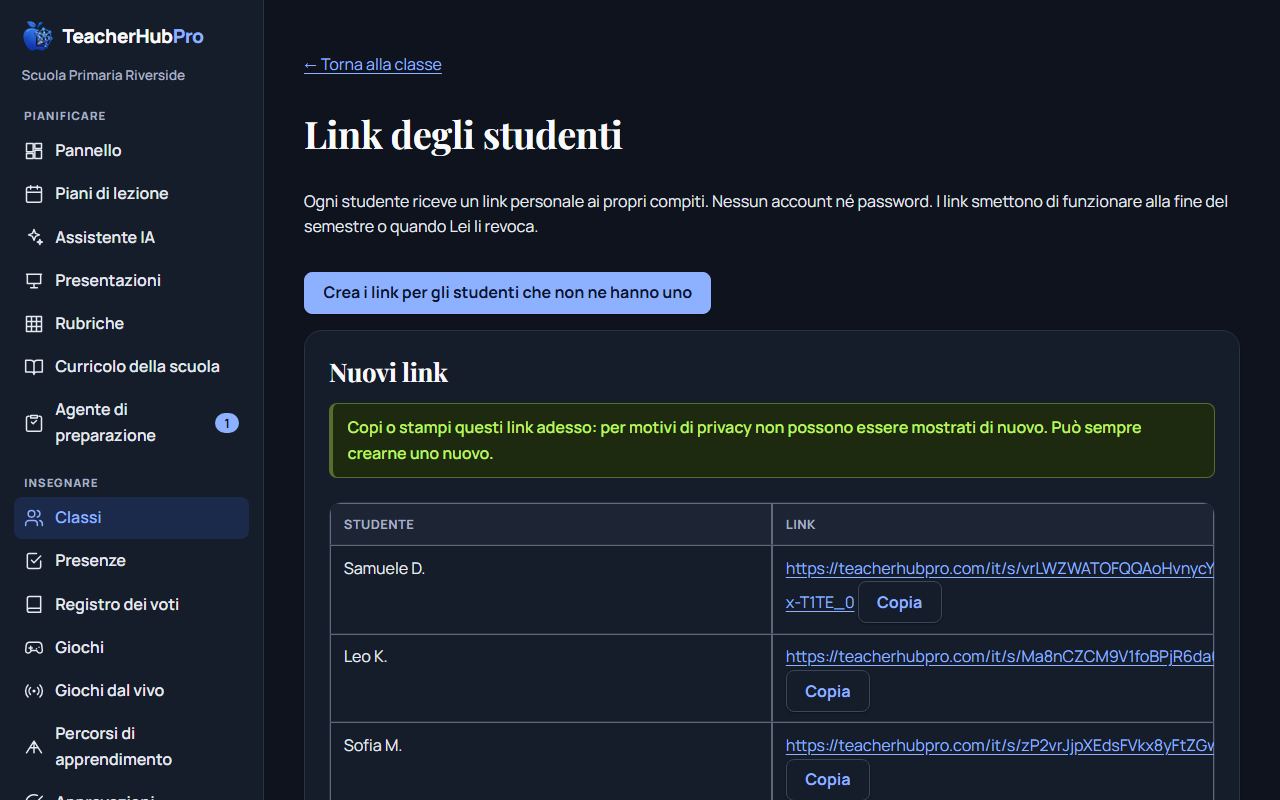 TeacherHubPro
Scuola Primaria Riverside
PIANIFICARE
Pannello
Piani di lezione
Assistente IA
Presentazioni
Rubriche
Curricolo della scuola
Agente di
preparazione
1
INSEGNARE
Classi
Presenze
Registro dei voti
Giochi
Giochi dal vivo
Percorsi di
apprendimento
← Torna alla classe
Link degli studenti
Ogni studente riceve un link personale ai propri compiti. Nessun account né password. I link smettono di funzionare alla fine del
semestre o quando Lei li revoca.
Crea i link per gli studenti che non ne hanno uno
Nuovi link
Copi o stampi questi link adesso: per motivi di privacy non possono essere mostrati di nuovo. Può sempre
crearne uno nuovo.
STUDENTE LINK
Samuele D. https://teacherhubpro.com/it/s/vrLWZWATOFQQAoHvnycY
x-T1TE_0 Copia
Leo K. https://teacherhubpro.com/it/s/Ma8nCZCM9V1foBPjR6da
Copia
Sofia M. https://teacherhubpro.com/it/s/zP2vrJjpXEdsFVkx8yFtZG
Copia